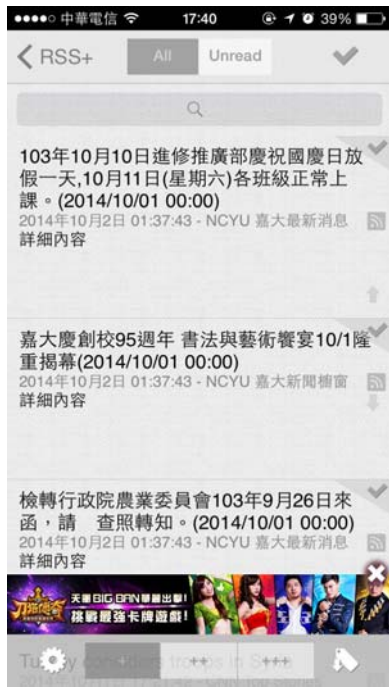 中華電信 17:40 39%
RSS+ All Unread
103年10月10日進修推廣部慶祝國慶日放
假一天,10月11日(星期六)各班級正常上
課。(2014/10/01 00:00)
2014年10月2日 01:37:43 - NCYU 嘉大最新消息
詳細內容
嘉大慶創校95週年 書法與藝術饗宴10/1隆
重揭幕(2014/10/01 00:00)
2014年10月2日 01:37:43 - NCYU 嘉大新聞櫥窗
詳細內容
檢轉行政院農業委員會103年9月26日來
函，請 查照轉知。(2014/10/01 00:00)
2014年10月2日 01:37:43 - NCYU 嘉大最新消息
詳細內容
刀塔傳奇
天團BIG BAN華麗出擊!
挑戰最強卡牌遊戲!
+ ++ +++